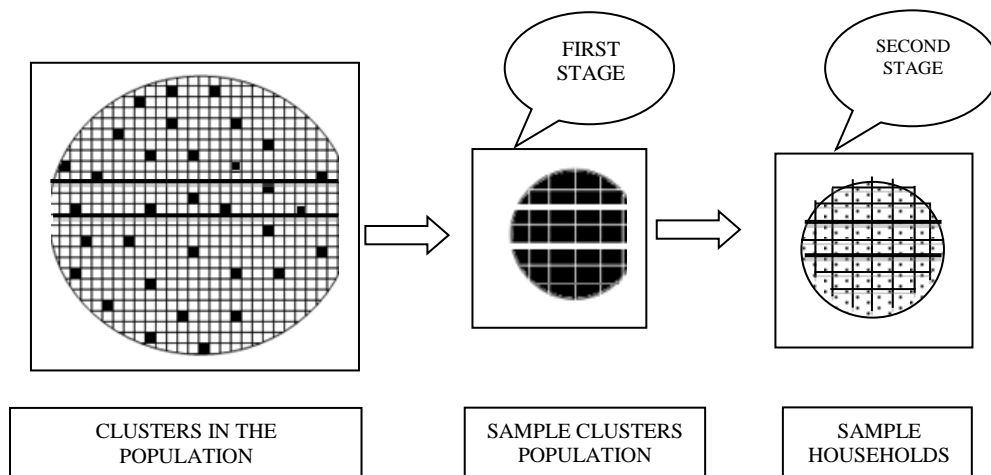 FIRST
STAGE
SECOND
STAGE
CLUSTERS IN THE
POPULATION
SAMPLE CLUSTERS
POPULATION
SAMPLE
HOUSEHOLDS